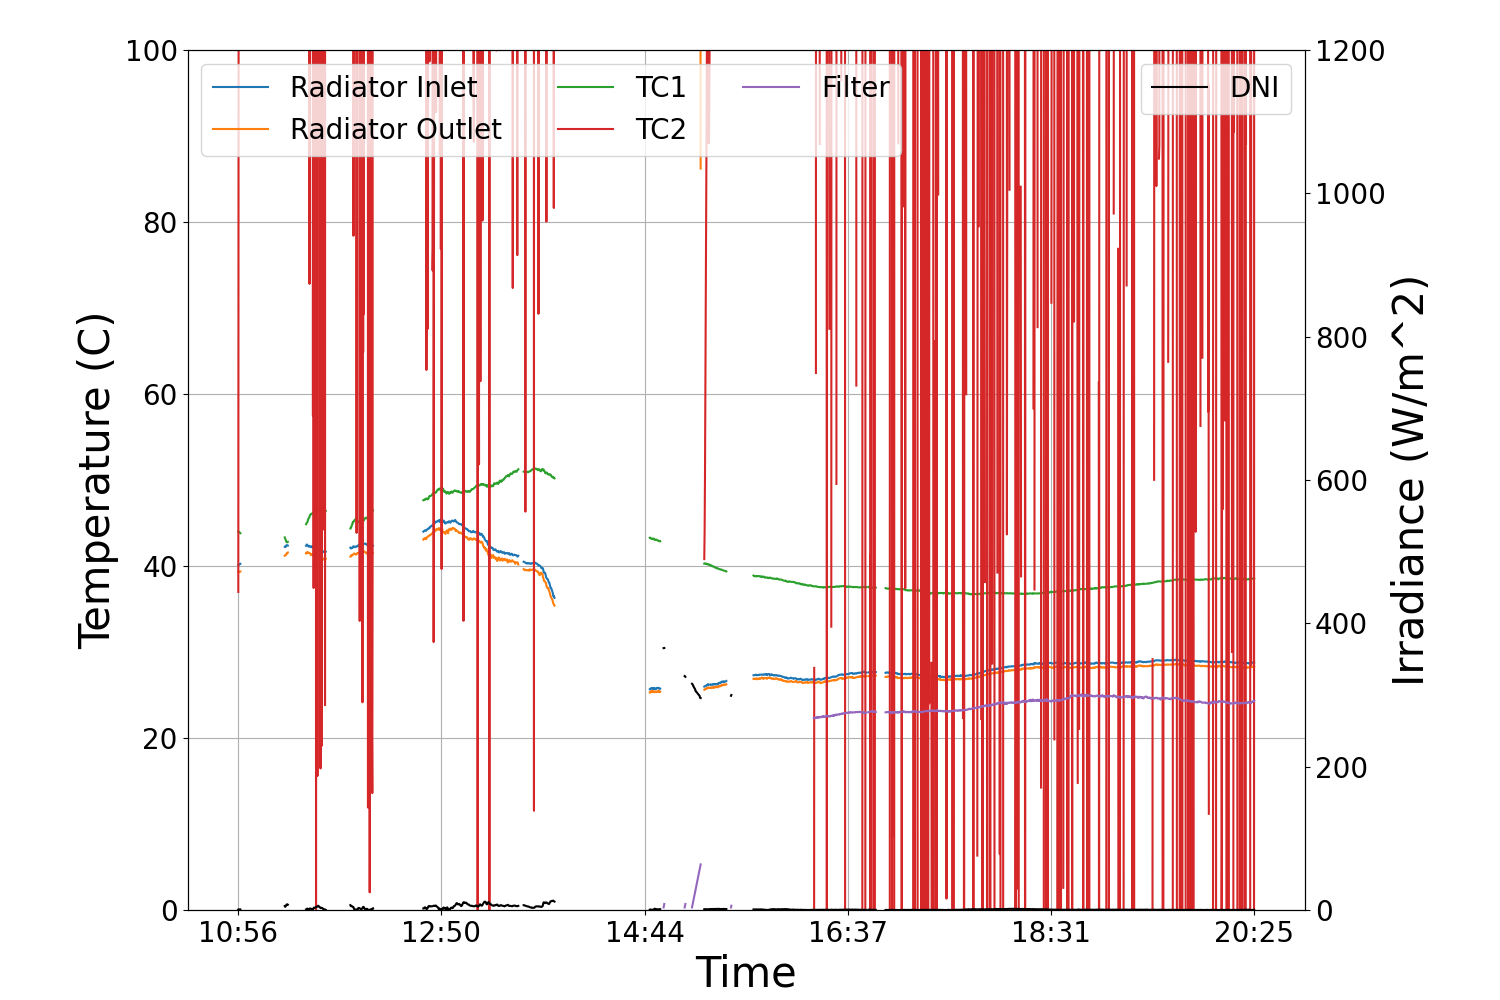 Temperature (C)
100
80
60
40
20
0
Radiator Inlet
Radiator Outlet
TC1
TC2
Filter
DNI
1200
1000
800
600
400
200
0
Irradiance (W/m^2)
10:56
12:50
14:44
16:37
18:31
20:25
Time